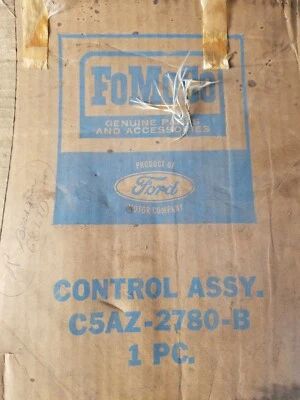 FoMoCo
GENUINE PARTS
AND ACCESSORIES
PRODUCT OF
Ford
MOTOR COMPANY
CONTROL ASSY.
C5AZ-2780-B
1 PC.